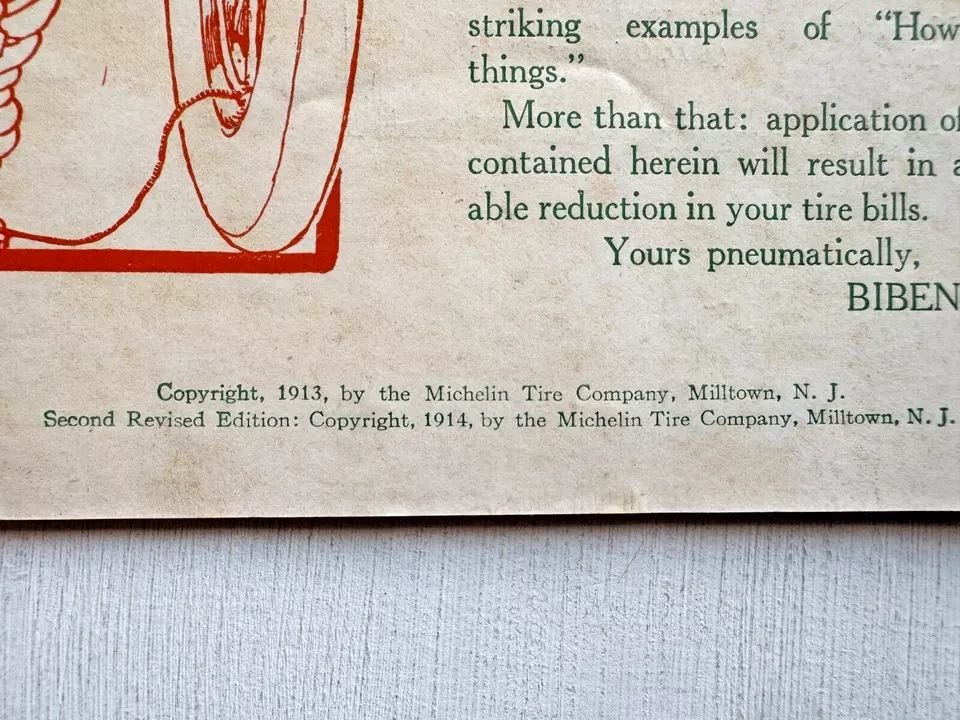 striking examples of “How
things.”
More than that: application of
contained herein will result in a
able reduction in your tire bills.
Yours pneumatically,
BIBEN
Copyright, 1913, by the Michelin Tire Company, Milltown, N. J.
Second Revised Edition: Copyright, 1914, by the Michelin Tire Company, Milltown, N. J.